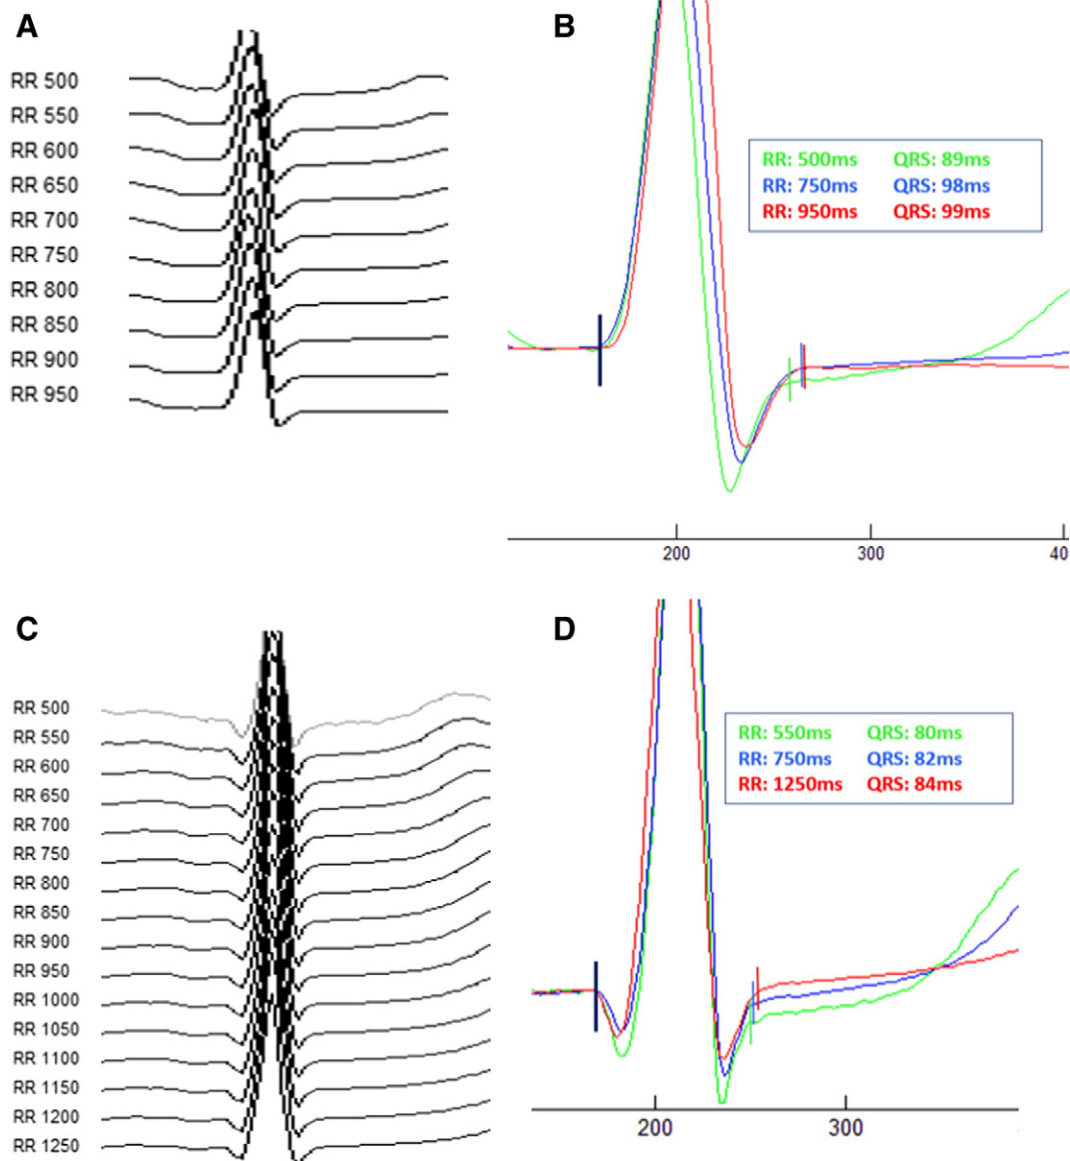 A
RR 500
RR 550
RR 600
RR 650
RR 700
RR 750
RR 800
RR 850
RR 900
RR 950
B
RR: 500ms QRS: 89ms
RR: 750ms QRS: 98ms
RR: 950ms QRS: 99ms
200 300 40
C
RR 500
RR 550
RR 600
RR 650
RR 700
RR 750
RR 800
RR 850
RR 900
RR 950
RR 1000
RR 1050
RR 1100
RR 1150
RR 1200
RR 1250
D
RR: 550ms QRS: 80ms
RR: 750ms QRS: 82ms
RR: 1250ms QRS: 84ms
200 300